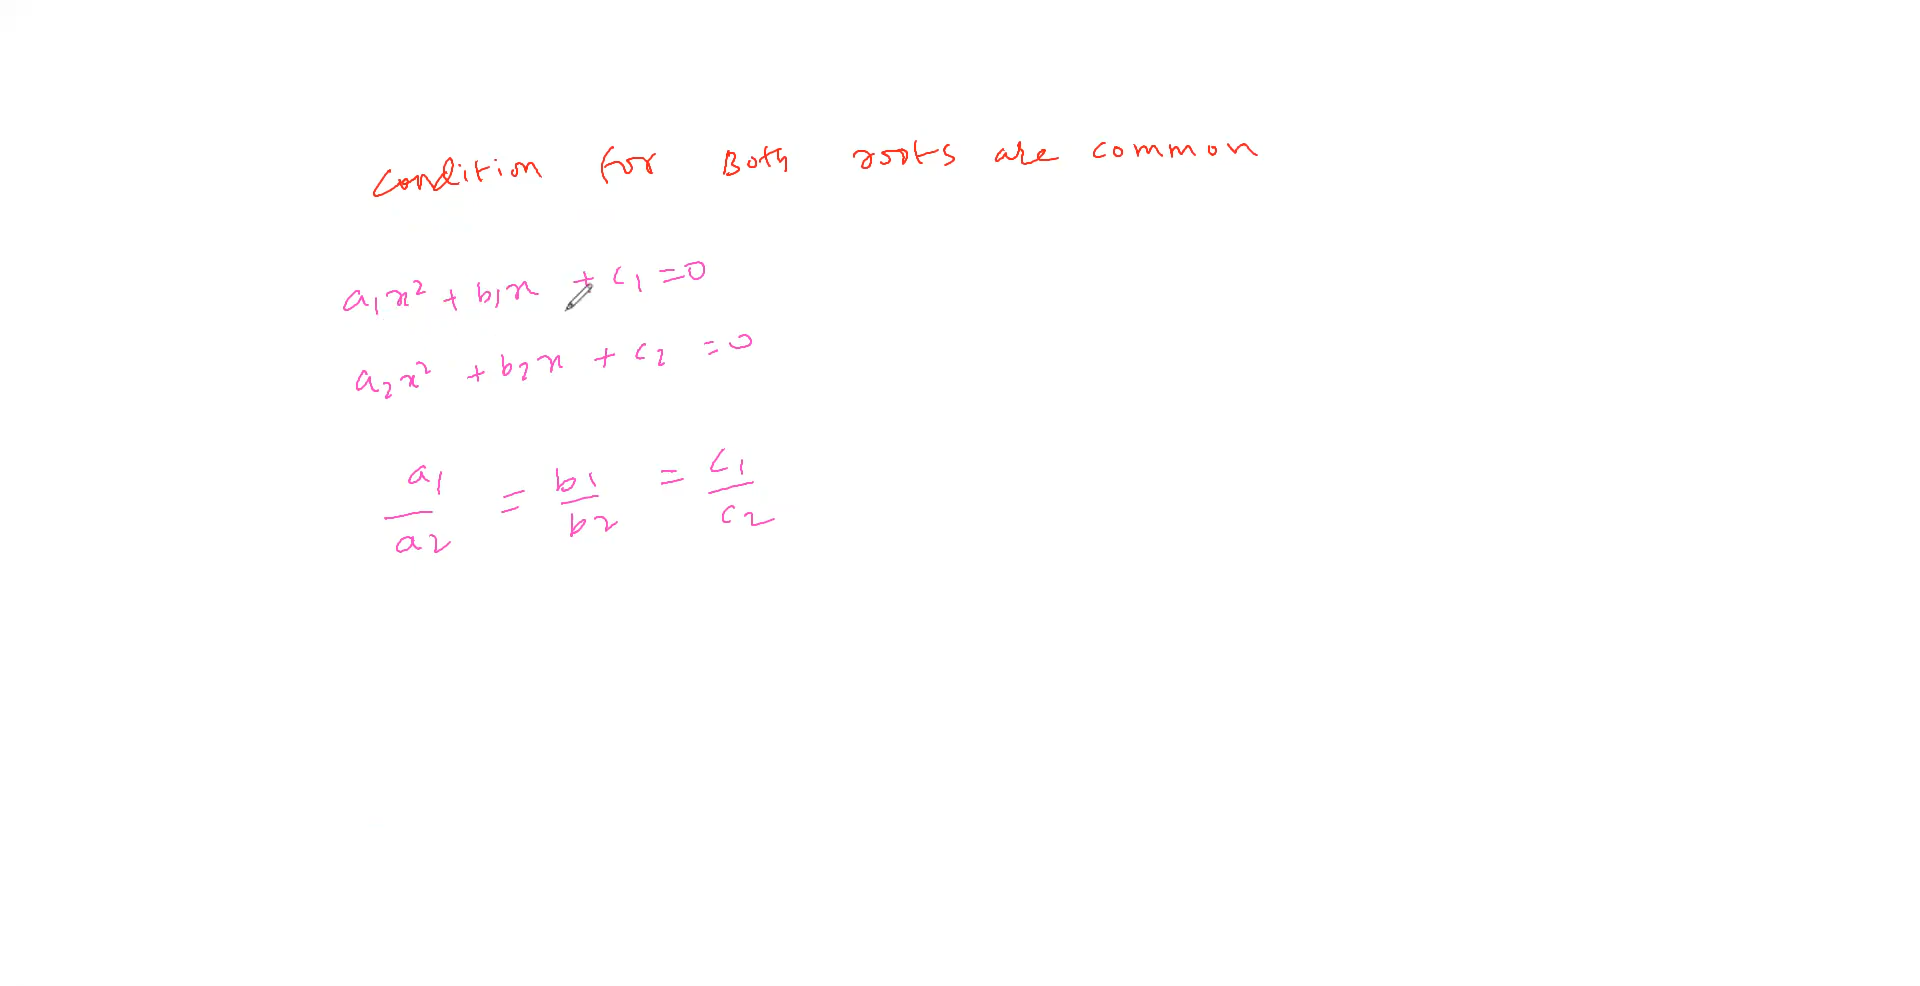 Condition for Both roots are common
a₁x² + b₁x + c₁ = 0
a₂x² + b₂x + c₂ = 0
a₁/a₂ = b₁/b₂ = c₁/c₂